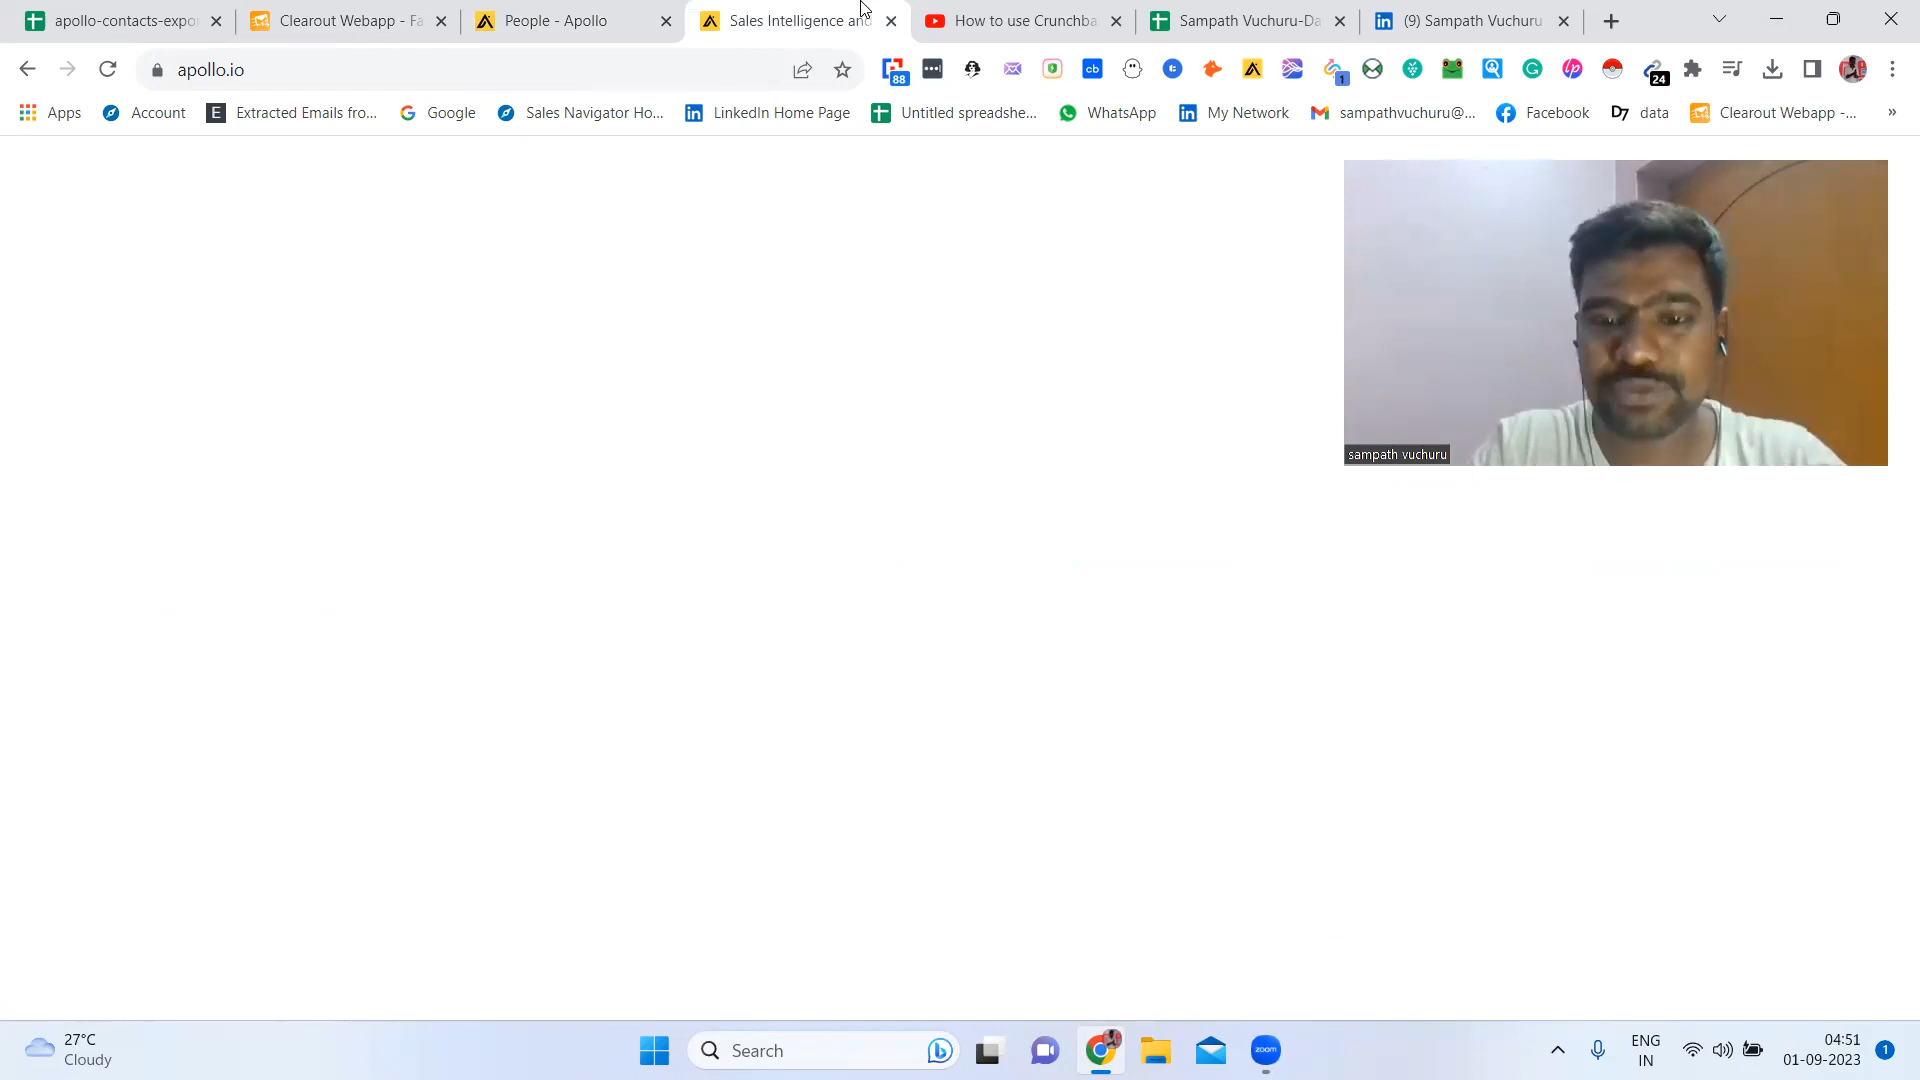 apollo-contacts-expor
Clearout Webapp - Fa
People - Apollo
Sales Intelligence an
How to use Crunchba
Sampath Vuchuru-Da
(9) Sampath Vuchuru
apollo.io
88
cb
1
24
Apps
Account
Extracted Emails fro...
Google
Sales Navigator Ho...
LinkedIn Home Page
Untitled spreadshe...
WhatsApp
My Network
sampathvuchuru@...
Facebook
data
Clearout Webapp -...
»
sampath vuchuru
27°C
Cloudy
Search
zoom
ENG
IN
04:51
01-09-2023
1